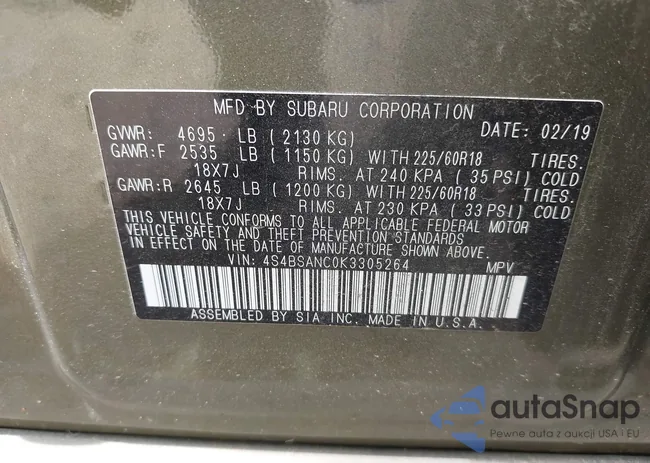 MFD BY SUBARU CORPORATION
GVWR: 4695 LB (2130 KG) DATE: 02/19
GAWR:F 2535 LB (1150 KG) WITH 225/60R18 TIRES.
18X7J RIMS. AT 240 KPA (35 PSI) COLD
GAWR:R 2645 LB (1200 KG) WITH 225/60R18 TIRES.
18X7J RIMS. AT 230 KPA (33 PSI) COLD
THIS VEHICLE CONFORMS TO ALL APPLICABLE FEDERAL MOTOR
VEHICLE SAFETY AND THEFT PREVENTION STANDARDS
IN EFFECT ON THE DATE OF MANUFACTURE SHOWN ABOVE.
VIN: 4S4BSANC0K3305264 MPV
ASSEMBLED BY SIA INC. MADE IN U.S.A.
autaSnap
Pewne auta z aukcji USA i EU